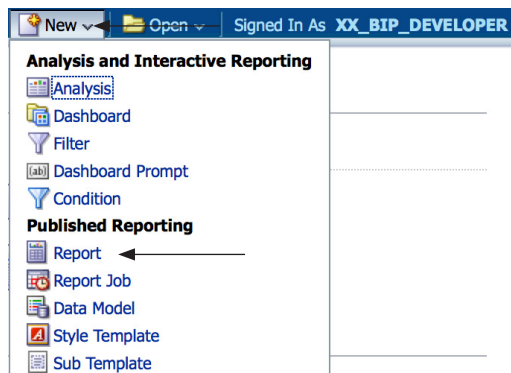 New Open Signed In As XX_BIP_DEVELOPER
Analysis and Interactive Reporting
Analysis
Dashboard
Filter
(ab) Dashboard Prompt
Condition
Published Reporting
Report
Report Job
Data Model
Style Template
Sub Template